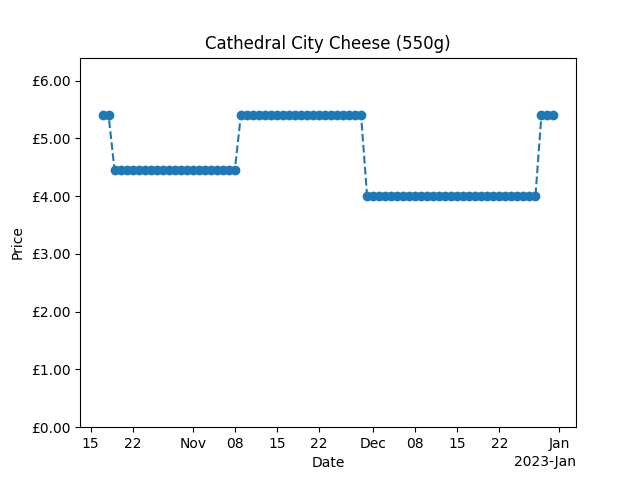 Cathedral City Cheese (550g)
£6.00
£5.00
£4.00
£3.00
£2.00
£1.00
£0.00
Price
15 22 Nov 08 15 22 Dec 08 15 22 Jan
2023-Jan
Date